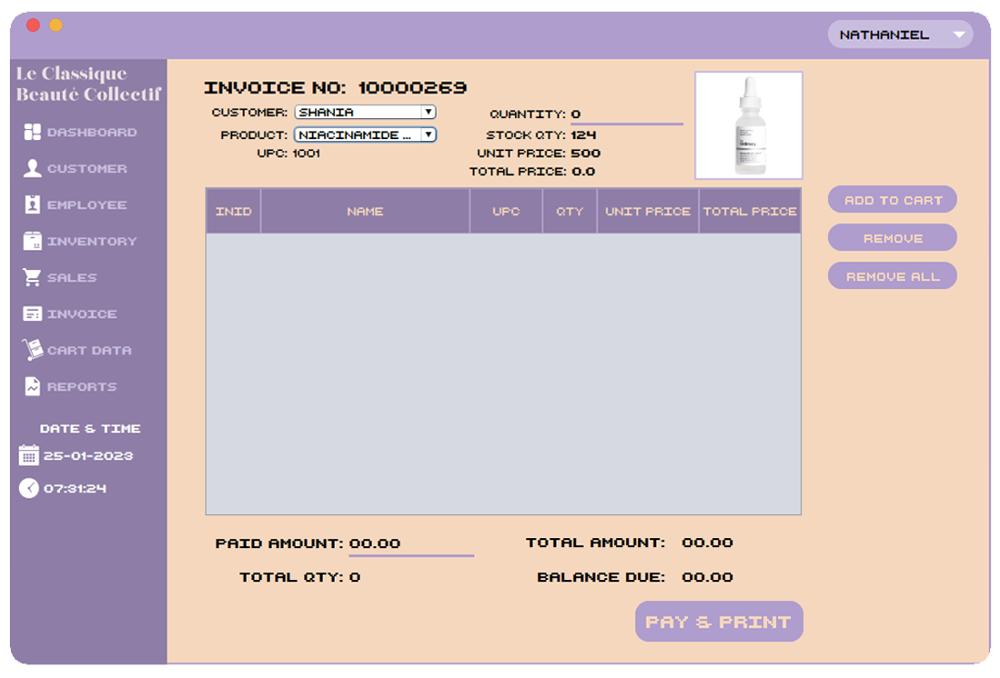 NATHANIEL
Le Classique
Beauté Collectif
DASHBOARD
CUSTOMER
EMPLOYEE
INVENTORY
SALES
INVOICE
CART DATA
REPORTS
DATE & TIME
25-01-2023
07:31:24
INVOICE NO: 10000269
CUSTOMER: SHANIA
PRODUCT: NIACINAMIDE ...
UPC: 1001
QUANTITY: 0
STOCK QTY: 124
UNIT PRICE: 500
TOTAL PRICE: 0.0
Ordinary
INID NAME UPC QTY UNIT PRICE TOTAL PRICE
ADD TO CART
REMOVE
REMOVE ALL
PAID AMOUNT: 00.00
TOTAL AMOUNT: 00.00
TOTAL QTY: 0
BALANCE DUE: 00.00
PAY & PRINT